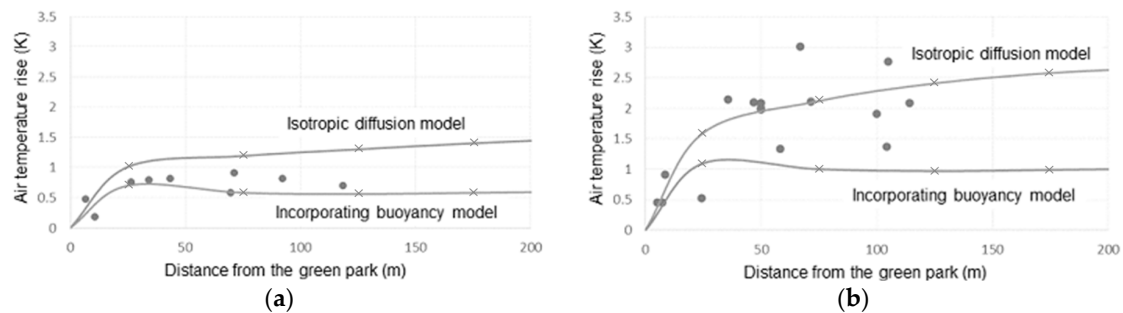 Air temperature rise (K)
3.5
3
2.5
2
1.5
1
0.5
0
Isotropic diffusion model
Incorporating buoyancy model
0 50 100 150 200
Distance from the green park (m)
(a)
Air temperature rise (K)
3.5
3
2.5
2
1.5
1
0.5
0
Isotropic diffusion model
Incorporating buoyancy model
0 50 100 150 200
Distance from the green park (m)
(b)